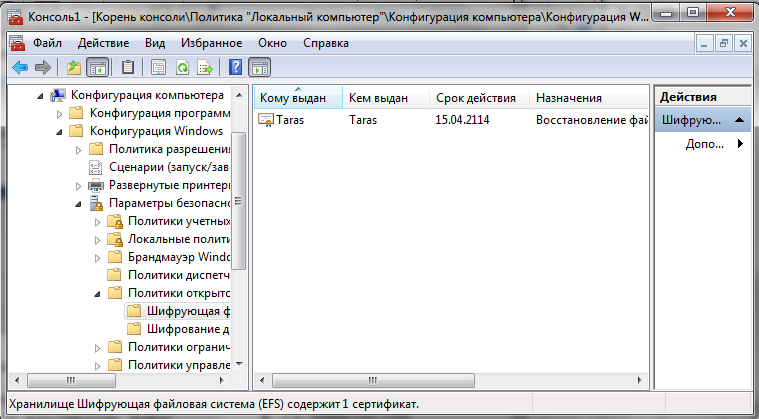 Консоль1 - [Корень консоли\Политика "Локальный компьютер"\Конфигурация компьютера\Конфигурация W...
Файл Действие Вид Избранное Окно Справка
Конфигурация компьютера
Конфигурация программ
Конфигурация Windows
Политика разрешения
Сценарии (запуск/зав
Развернутые принтер
Параметры безопасно
Политики учетных
Локальные полити
Брандмауэр Windo
Политики диспетч
Политики открыто
Шифрующая ф
Шифрование д
Политики огранич
Политики управле
Кому выдан Кем выдан Срок действия Назначения
Taras Taras 15.04.2114 Восстановление фай
Действия
Шифрую...
Допо...
Хранилище Шифрующая файловая система (EFS) содержит 1 сертификат.